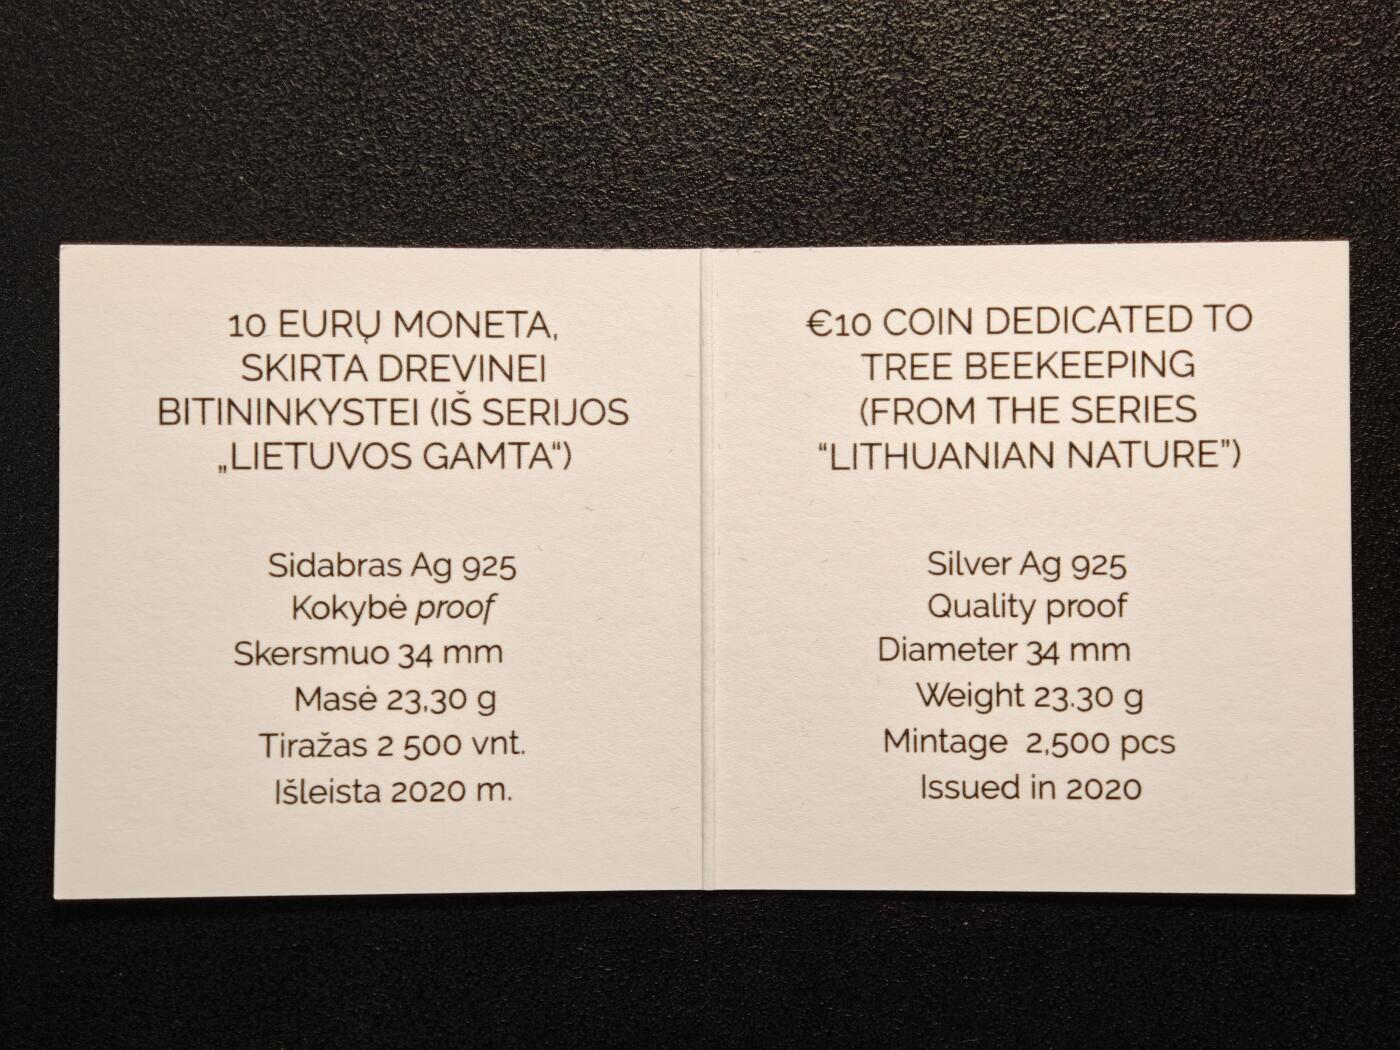 10 EURŲ MONETA,
SKIRTA DREVINEI
BITININKYSTEI (IŠ SERIJOS
„LIETUVOS GAMTA“)
Sidabras Ag 925
Kokybė proof
Skersmuo 34 mm
Masė 23,30 g
Tiražas 2 500 vnt.
Išleista 2020 m.
€10 COIN DEDICATED TO
TREE BEEKEEPING
(FROM THE SERIES
“LITHUANIAN NATURE”)
Silver Ag 925
Quality proof
Diameter 34 mm
Weight 23.30 g
Mintage 2,500 pcs
Issued in 2020